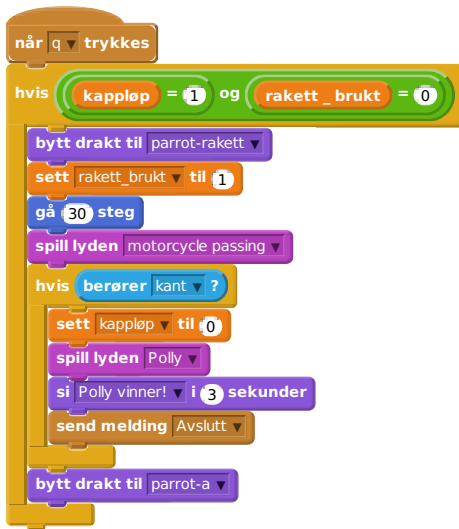 når q trykkes
hvis kappløp = 1 og rakett_brukt = 0
bytt drakt til parrot-rakett
sett rakett_brukt til 1
gå 30 steg
spill lyden motorcycle passing
hvis berører kant ?
sett kappløp til 0
spill lyden Polly
si Polly vinner! i 3 sekunder
send melding Avslutt
bytt drakt til parrot-a